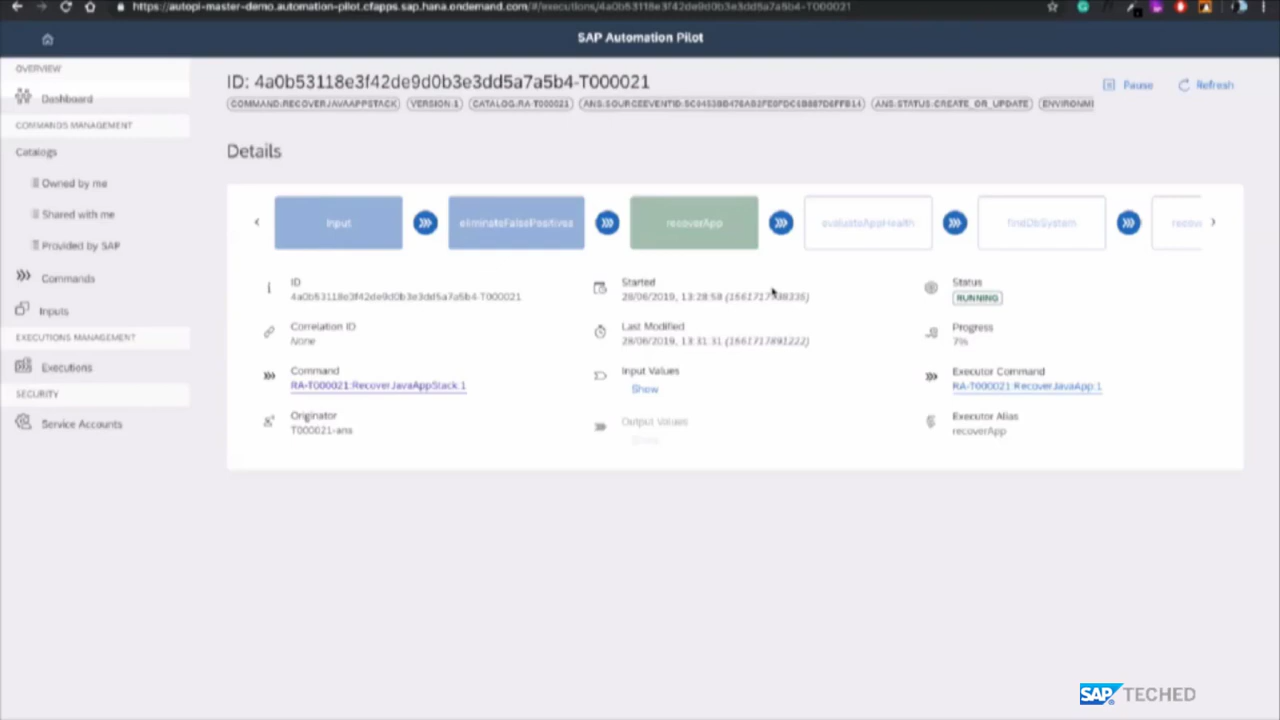 https://autopi-master-demo.automation-pilot.cfapps.sap.hana.ondemand.com/#/executions/4a0b53118e3f42de9d0b3e3dd5a7a5b4-T000021
SAP Automation Pilot
OVERVIEW
Dashboard
COMMANDS MANAGEMENT
Catalogs
Owned by me
Shared with me
Provided by SAP
Commands
Inputs
EXECUTIONS MANAGEMENT
Executions
SECURITY
Service Accounts
ID: 4a0b53118e3f42de9d0b3e3dd5a7a5b4-T000021
Pause
Refresh
COMMAND:RECOVERJAVAAPPSTACK
VERSION:1
CATALOG:RA-T000021
ANS:STATUS:CREATE_OR_UPDATE
ENVIRONM
Details
Input
eliminateFalsePositives
recoverApp
evaluateAppHealth
findDbSystem
recov
ID
4a0b53118e3f42de9d0b3e3dd5a7a5b4-T000021
Started
28/06/2019, 13:28:58
Status
RUNNING
Correlation ID
None
Last Modified
28/06/2019, 13:31:31 (1561717891222)
Progress
7%
Command
RA-T000021:RecoverJavaAppStack:1
Input Values
Show
Executor Command
RA-T000021:RecoverJavaApp:1
Originator
T000021-ans
Output Values
Show
Executor Alias
recoverApp
SAP TECHED